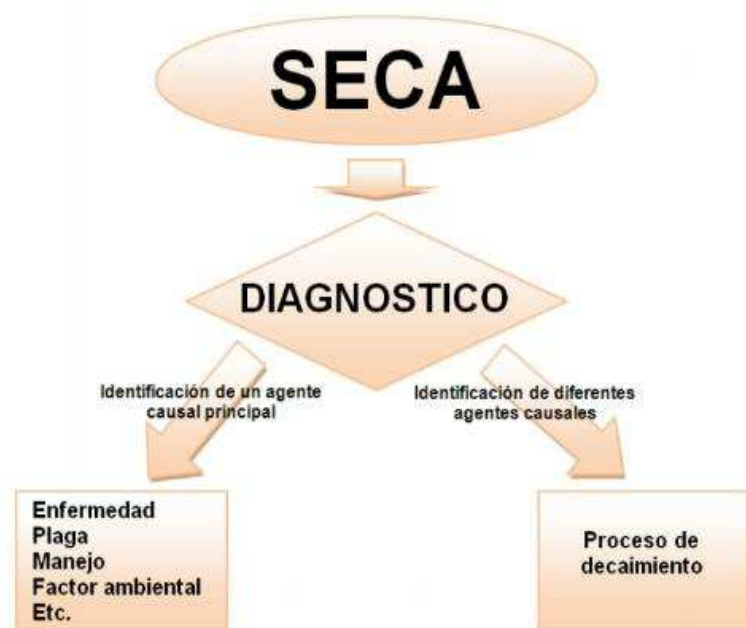 SECA
DIAGNOSTICO
Identificación de un agente
causal principal
Identificación de diferentes
agentes causales
Enfermedad
Plaga
Manejo
Factor ambiental
Etc.
Proceso de
decaimiento